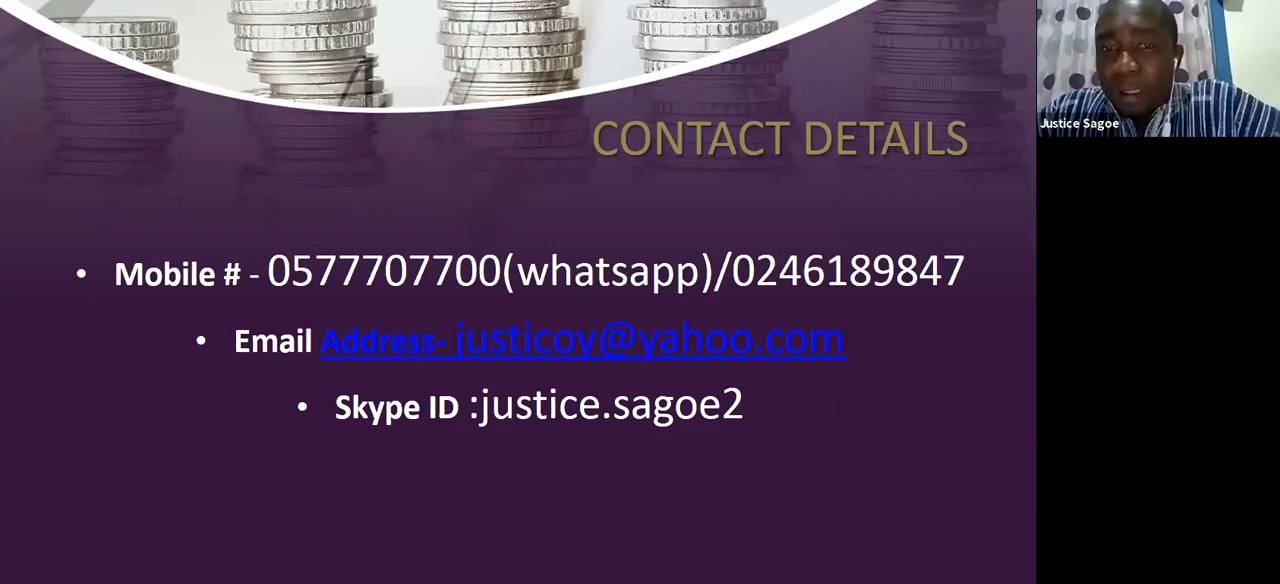 CONTACT DETAILS
• Mobile # - 0577707700(whatsapp)/0246189847
• Email Address- justicoy@yahoo.com
• Skype ID :justice.sagoe2
Justice Sagoe